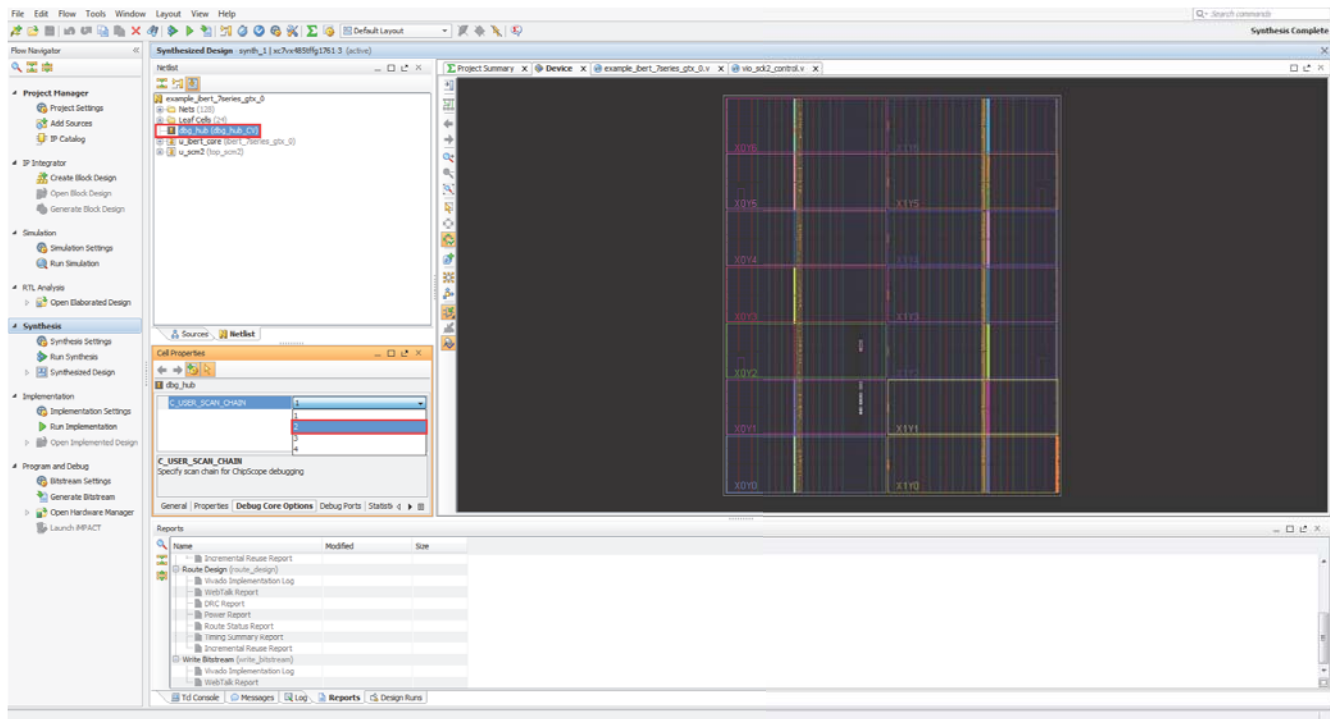 File Edit Flow Tools Window Layout View Help
Q- Search commands
Default Layout
Synthesis Complete
Flow Navigator
Project Manager
Project Settings
Add Sources
IP Catalog
IP Integrator
Create Block Design
Open Block Design
Generate Block Design
Simulation
Simulation Settings
Run Simulation
RTL Analysis
Open Elaborated Design
Synthesis
Synthesis Settings
Run Synthesis
Synthesized Design
Implementation
Implementation Settings
Run Implementation
Open Implemented Design
Program and Debug
Bitstream Settings
Generate Bitstream
Open Hardware Manager
Launch iMPACT
Synthesized Design - synth_1 | xc7vx485tffg1761-3 (active)
Netlist
example_ibert_7series_gtx_0
Nets (128)
Leaf Cells (24)
dbg_hub (dbg_hub_CV)
u_ibert_core (ibert_7series_gtx_0)
u_scm2 (top_scm2)
Sources Netlist
Cell Properties
dbg_hub
C_USER_SCAN_CHAIN 1
1
2
3
4
C_USER_SCAN_CHAIN
Specify scan chain for ChipScope debugging
General Properties Debug Core Options Debug Ports Statisti
Project Summary Device example_ibert_7series_gtx_0.v vio_sck2_control.v
X0Y6 X1Y6
X0Y5 X1Y5
X0Y4 X1Y4
X0Y3 X1Y3
X0Y2 X1Y2
X0Y1 X1Y1
X0Y0 X1Y0
Reports
Name Modified Size
Incremental Reuse Report
Route Design (route_design)
Vivado Implementation Log
WebTalk Report
DRC Report
Power Report
Route Status Report
Timing Summary Report
Incremental Reuse Report
Write Bitstream (write_bitstream)
Vivado Implementation Log
WebTalk Report
Tcl Console Messages Log Reports Design Runs